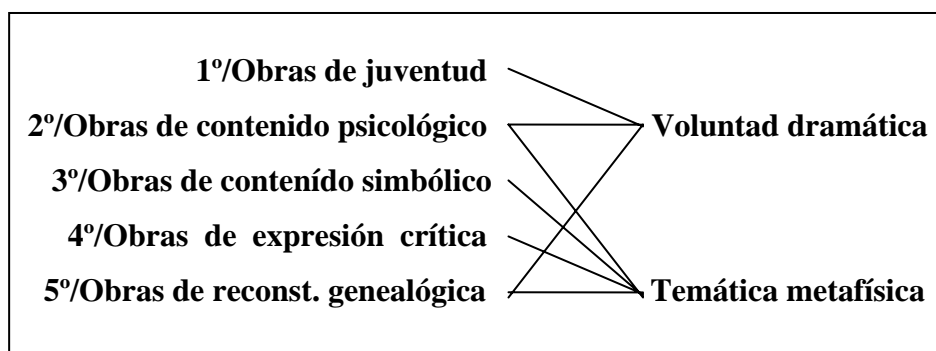 1º/Obras de juventud
2º/Obras de contenido psicológico Voluntad dramática
3º/Obras de contenído simbólico
4º/Obras de expresión crítica
5º/Obras de reconst. genealógica Temática metafísica